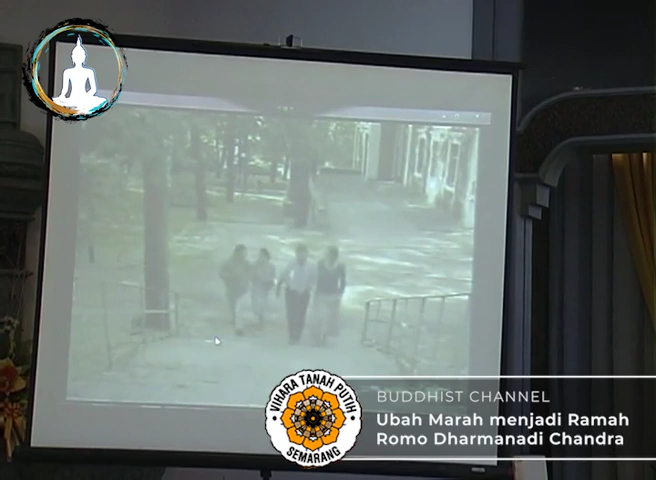 VIHARA TANAH PUTIH
SEMARANG
BUDDHIST CHANNEL
Ubah Marah menjadi Ramah
Romo Dharmanadi Chandra